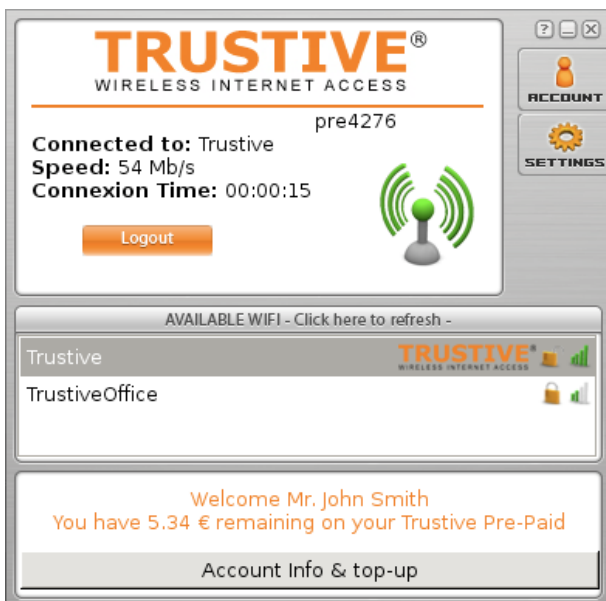 TRUSTIVE®
WIRELESS INTERNET ACCESS
pre4276
Connected to: Trustive
Speed: 54 Mb/s
Connexion Time: 00:00:15
Logout
? _ X
ACCOUNT
SETTINGS
AVAILABLE WIFI - Click here to refresh -
Trustive TRUSTIVE®
WIRELESS INTERNET ACCESS
TrustiveOffice
Welcome Mr. John Smith
You have 5.34 € remaining on your Trustive Pre-Paid
Account Info & top-up